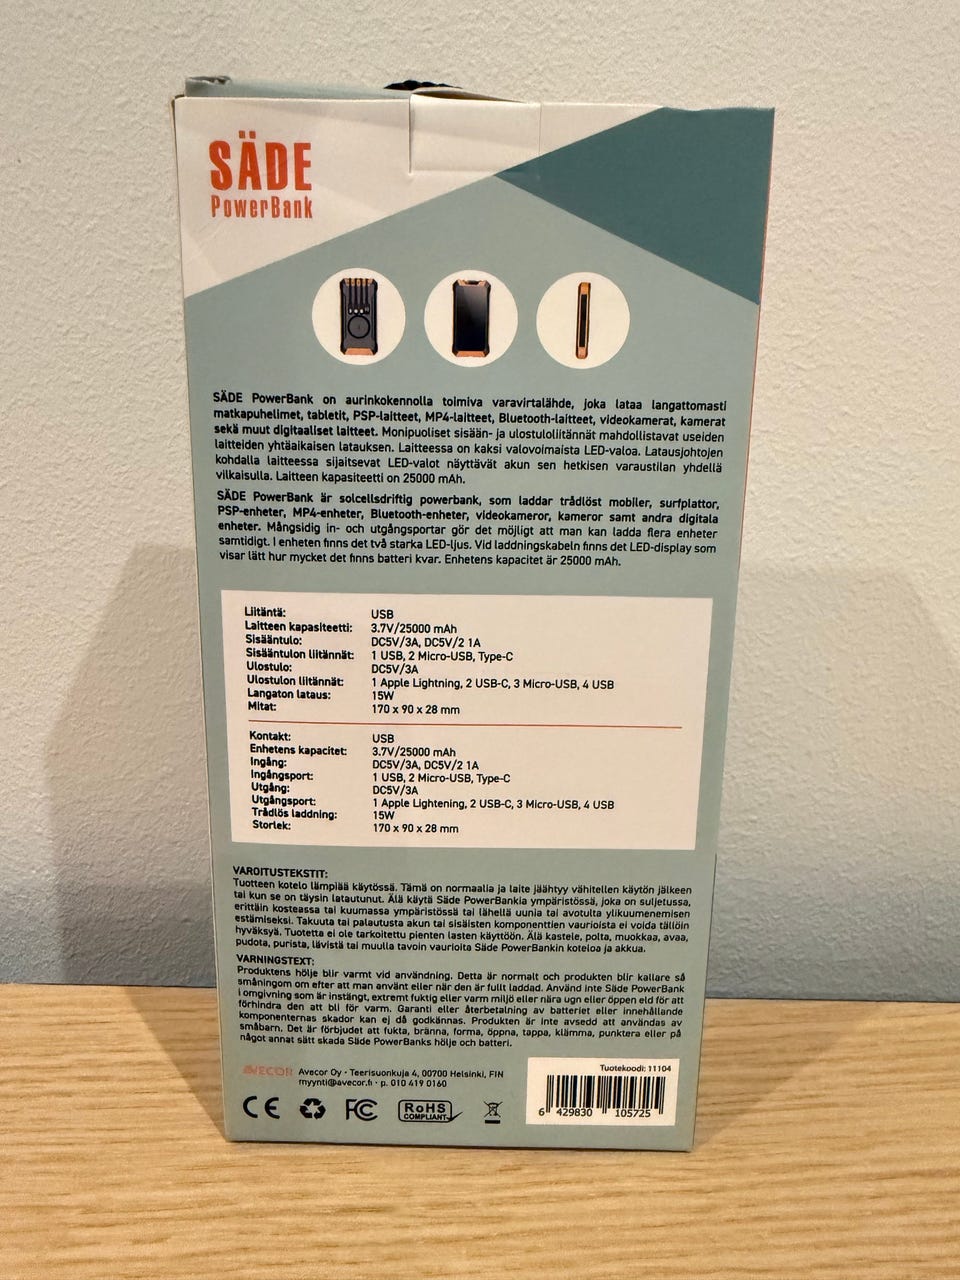 SÄDE
PowerBank
SÄDE PowerBank on aurinkokennolla toimiva varavirtalähde, joka lataa langattomasti
matkapuhelimet, tabletit, PSP-laitteet, MP4-laitteet, Bluetooth-laitteet, videokamerat, kamerat
sekä muut digitaaliset laitteet. Monipuoliset sisään- ja ulostuloliitännät mahdollistavat useiden
laitteiden yhtäaikaisen latauksen. Laitteessa on kaksi valovoimaista LED-valoa. Latausjohtojen
kohdalla laitteessa sijaitsevat LED-valot näyttävät akun sen hetkisen varaustilan yhdellä
vilkaisulla. Laitteen kapasiteetti on 25000 mAh.
SÄDE PowerBank är solcellsdriftig powerbank, som laddar trådlöst mobiler, surfplattor,
PSP-enheter, MP4-enheter, Bluetooth-enheter, videokameror, kameror samt andra digitala
enheter. Mångsidig in- och utgångsportar gör det möjligt att man kan ladda flera enheter
samtidigt. I enheten finns det två starka LED-ljus. Vid laddningskabeln finns det LED-display som
visar lätt hur mycket det finns batteri kvar. Enhetens kapacitet är 25000 mAh.
Liitäntä: USB
Laitteen kapasiteetti: 3.7V/25000 mAh
Sisääntulo: DC5V/3A, DC5V/2 1A
Sisääntulon liitännät: 1 USB, 2 Micro-USB, Type-C
Ulostulo: DC5V/3A
Ulostulon liitännät: 1 Apple Lightning, 2 USB-C, 3 Micro-USB, 4 USB
Langaton lataus: 15W
Mitat: 170 x 90 x 28 mm
Kontakt: USB
Enhetens kapacitet: 3.7V/25000 mAh
Ingång: DC5V/3A, DC5V/2 1A
Ingångsport: 1 USB, 2 Micro-USB, Type-C
Utgång: DC5V/3A
Utgångsport: 1 Apple Lightening, 2 USB-C, 3 Micro-USB, 4 USB
Trådlös laddning: 15W
Storlek: 170 x 90 x 28 mm
VAROITUSTEKSTIT:
Tuotteen kotelo lämpiää käytössä. Tämä on normaalia ja laite jäähtyy vähitellen käytön jälkeen
tai kun se on täysin latautunut. Älä käytä Säde PowerBankia ympäristössä, joka on suljetussa,
erittäin kosteassa tai kuumassa ympäristössä tai lähellä uunia tai avotulta ylikuumenemisen
estämiseksi. Takuuta tai palautusta akun tai sisäisten komponenttien vaurioista ei voida tällöin
hyväksyä. Tuotetta ei ole tarkoitettu pienten lasten käyttöön. Älä kastele, polta, muokkaa, avaa,
pudota, purista, lävistä tai muulla tavoin vaurioita Säde PowerBankin koteloa ja akkua.
VARNINGSTEXT:
Produktens hölje blir varmt vid användning. Detta är normalt och produkten blir kallare så
småningom om efter att man använt eller när den är fullt laddad. Använd inte Säde PowerBank
i omgivning som är instängt, extremt fuktig eller varm miljö eller nära ugn eller öppen eld för att
förhindra den att bli för varm. Garanti eller återbetalning av batteriet eller innehållande
komponenternas skador kan ej då godkännas. Produkten är inte avsedd att användas av
småbarn. Det är förbjudet att fukta, bränna, forma, öppna, tappa, klämma, punktera eller på
något annat sätt skada Säde PowerBanks hölje och batteri.
AVECOR Avecor Oy · Teerisuonkuja 4, 00700 Helsinki, FIN
myynti@avecor.fi · p. 010 419 0160
CE FC RoHS
COMPLIANT
Tuotekoodi: 11104
6 429830 105725